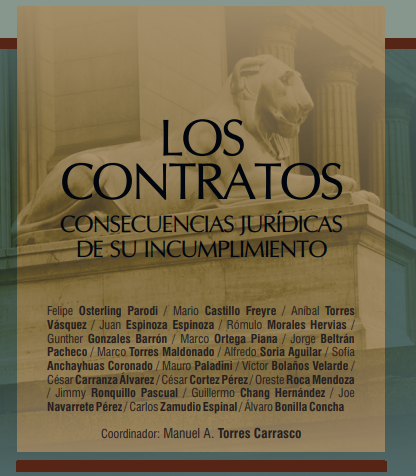 LOS
CONTRATOS
CONSECUENCIAS JURÍDICAS
DE SU INCUMPLIMIENTO
Felipe Osterling Parodi / Mario Castillo Freyre / Aníbal Torres
Vásquez / Juan Espinoza Espinoza / Rómulo Morales Hervias /
Gunther Gonzales Barrón / Marco Ortega Piana / Jorge Beltrán
Pacheco / Marco Torres Maldonado / Alfredo Soria Aguilar / Sofía
Anchayhuas Coronado / Mauro Paladini / Víctor Bolaños Velarde /
César Carranza Álvarez / César Cortez Pérez / Oreste Roca Mendoza
/ Jimmy Ronquillo Pascual / Guillermo Chang Hernández / Joe
Navarrete Pérez / Carlos Zamudio Espinal / Álvaro Bonilla Concha
Coordinador: Manuel A. Torres Carrasco